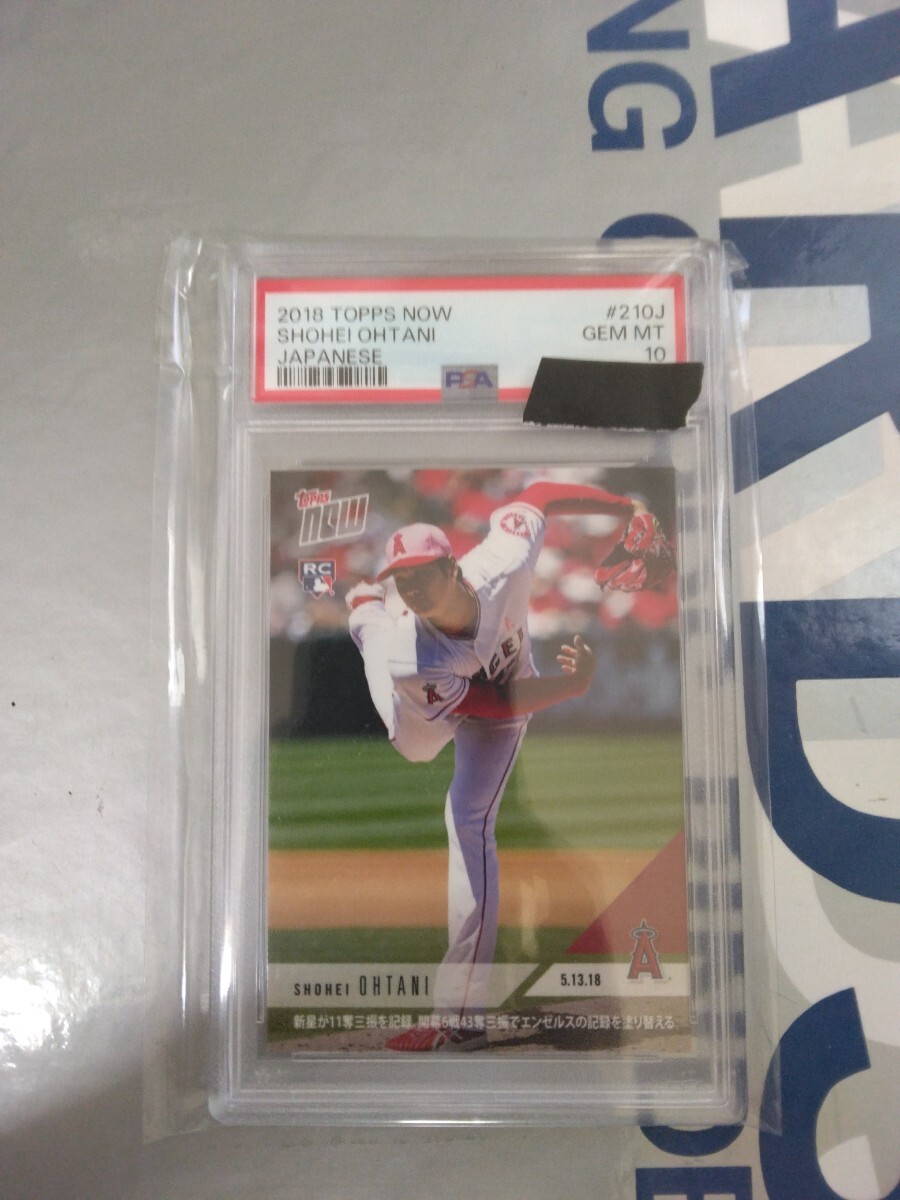 2018 TOPPS NOW #210J
SHOHEI OHTANI GEM MT
JAPANESE 10
PSA
Topps
NOW
RC
A
A
SHOHEI OHTANI 5.13.18
A
新星が11奪三振を記録、開幕6戦43奪三振でエンゼルスの記録を塗り替える
NG